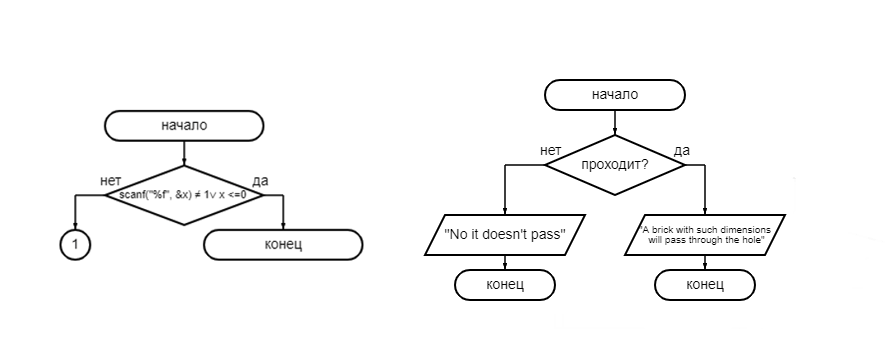 начало
нет
да
scanf("%f", &x) ≠ 1∨ x <=0
1
конец
начало
нет
да
проходит?
"No it doesn't pass"
"A brick with such dimensions
will pass through the hole"
конец
конец